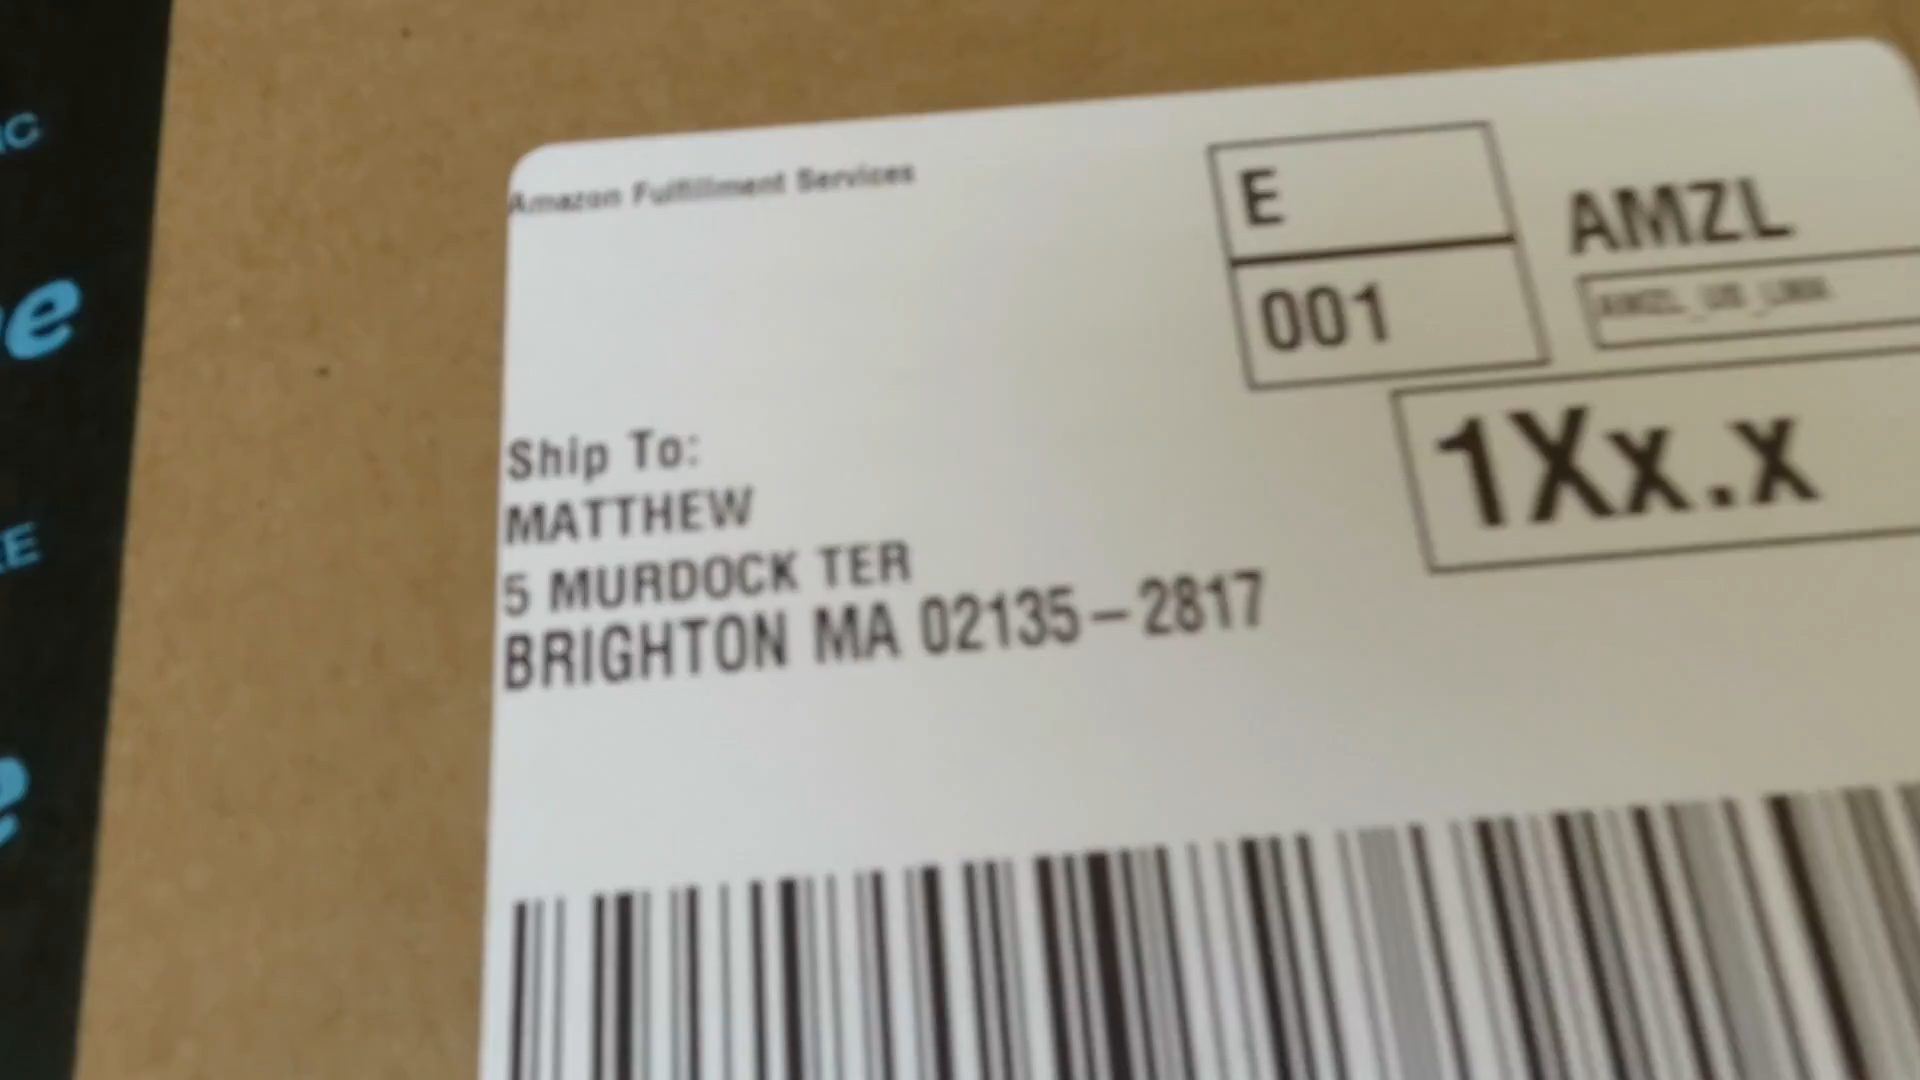 Amazon Fulfillment Services
E
001
AMZL
1Xx.x
Ship To:
MATTHEW
5 MURDOCK TER
BRIGHTON MA 02135-2817
e
e